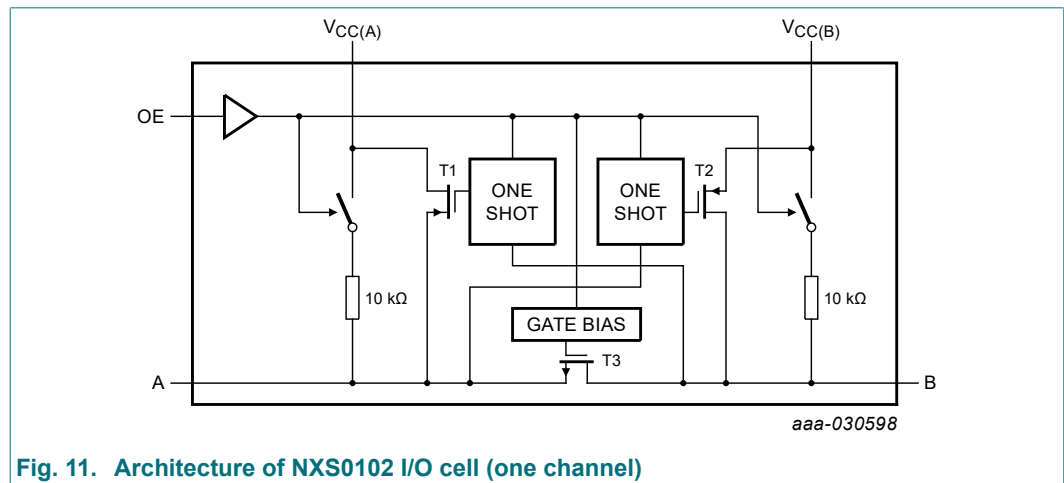 VCC(A)
VCC(B)
OE
T1
ONE
SHOT
ONE
SHOT
T2
10 kΩ
10 kΩ
GATE BIAS
T3
A
B
aaa-030598
Fig. 11. Architecture of NXS0102 I/O cell (one channel)